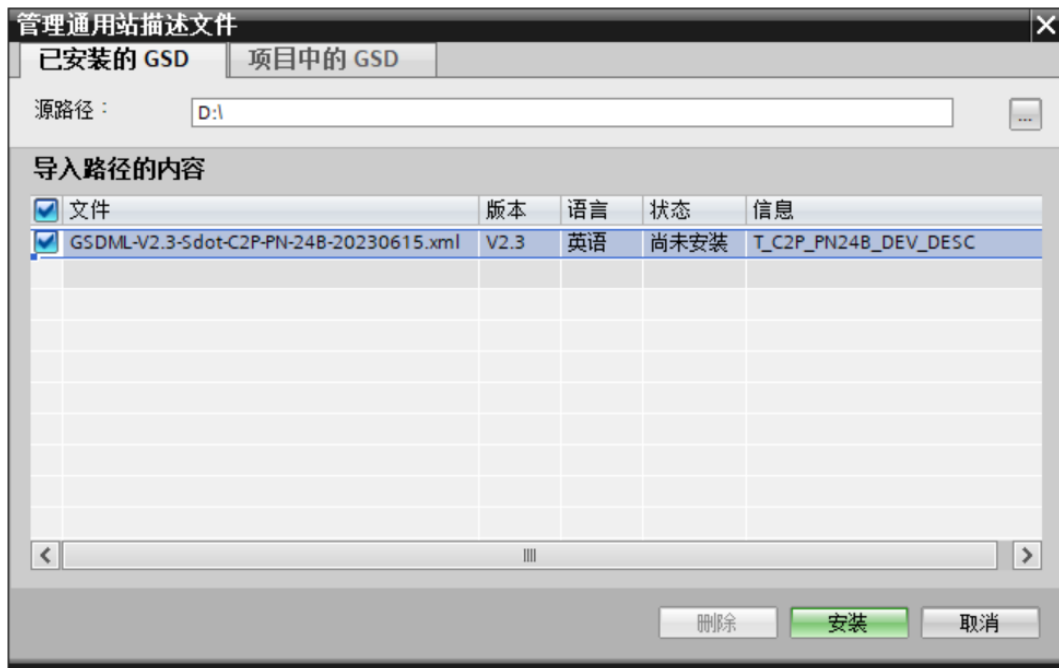 管理通用站描述文件
已安装的 GSD 项目中的 GSD
源路径： D:\ ...
导入路径的内容
文件 版本 语言 状态 信息
GSDML-V2.3-Sdot-C2P-PN-24B-20230615.xml V2.3 英语 尚未安装 T_C2P_PN24B_DEV_DESC
删除 安装 取消